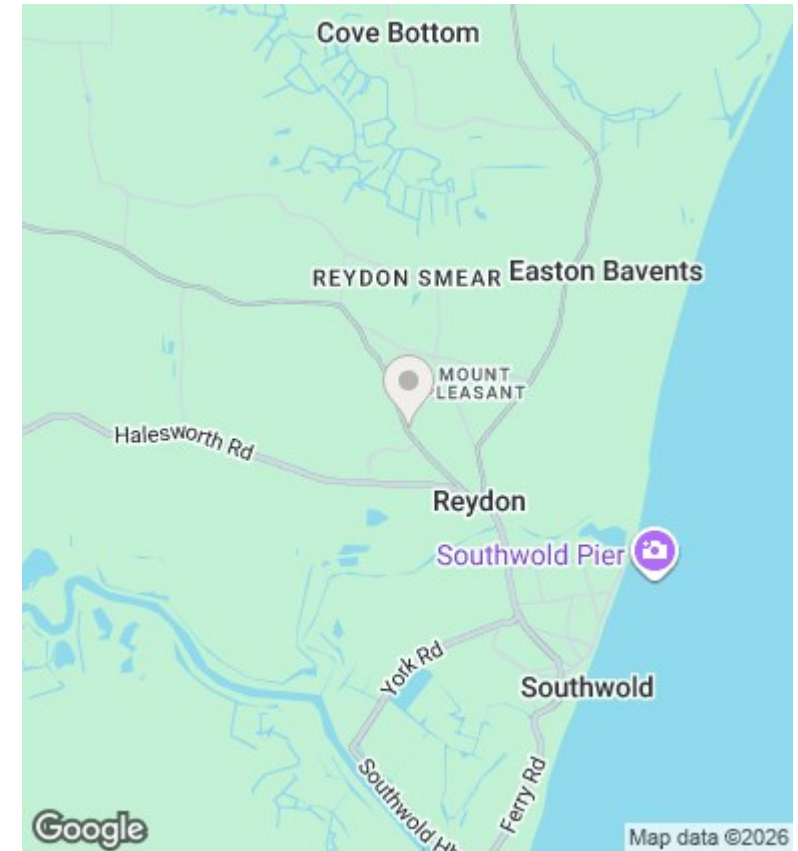 Cove Bottom
REYDON SMEAR
Easton Bavents
MOUNT
PLEASANT
Halesworth Rd
Reydon
Southwold Pier
York Rd
Southwold
Ferry Rd
Southwold
Google
Map data ©2026